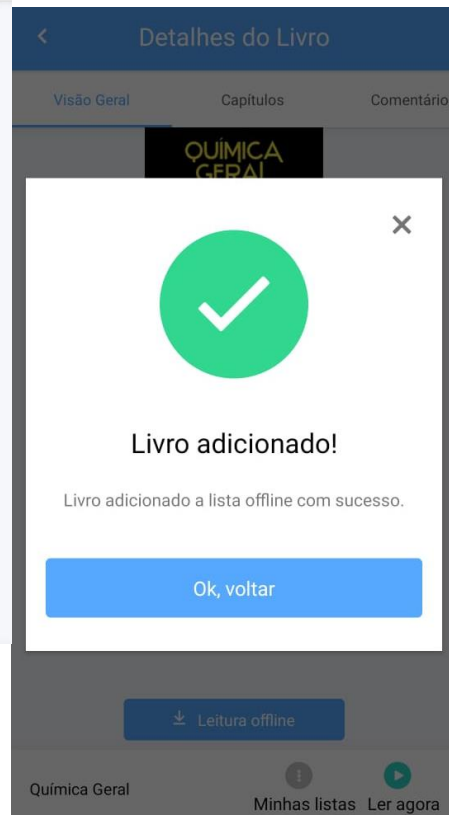 Detalhes do Livro
Visão Geral Capítulos Comentário
QUÍMICA
GERAL
Livro adicionado!
Livro adicionado a lista offline com sucesso.
Ok, voltar
Leitura offline
Química Geral Minhas listas Ler agora